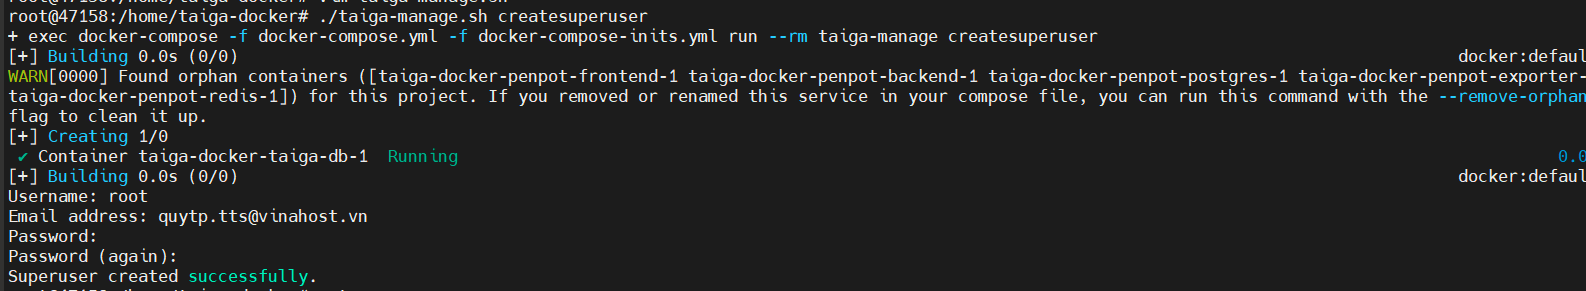 root@47158:/home/taiga-docker# ./taiga-manage.sh createsuperuser
+ exec docker-compose -f docker-compose.yml -f docker-compose-inits.yml run --rm taiga-manage createsuperuser
[+] Building 0.0s (0/0) docker:defaul
WARN[0000] Found orphan containers ([taiga-docker-penpot-frontend-1 taiga-docker-penpot-backend-1 taiga-docker-penpot-postgres-1 taiga-docker-penpot-exporter-
taiga-docker-penpot-redis-1]) for this project. If you removed or renamed this service in your compose file, you can run this command with the --remove-orphan
flag to clean it up.
[+] Creating 1/0
✔ Container taiga-docker-taiga-db-1 Running 0.0
[+] Building 0.0s (0/0) docker:defaul
Username: root
Email address: quytp.tts@vinahost.vn
Password:
Password (again):
Superuser created successfully.